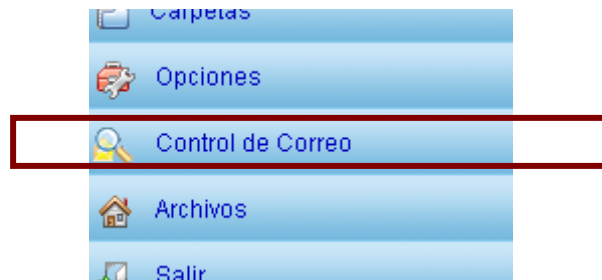 Carpetas
Opciones
Control de Correo
Archivos
Salir